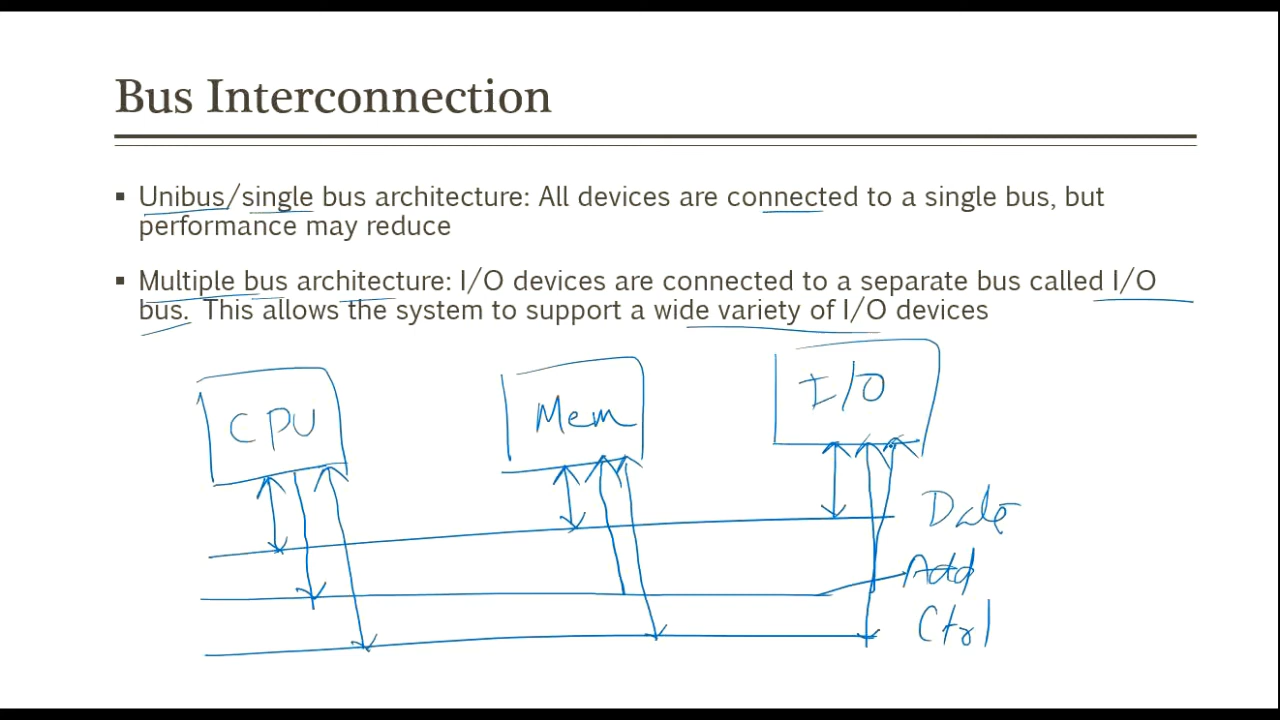 Bus Interconnection
▪ Unibus/single bus architecture: All devices are connected to a single bus, but
performance may reduce
▪ Multiple bus architecture: I/O devices are connected to a separate bus called I/O
bus. This allows the system to support a wide variety of I/O devices
CPU
Mem
I/O
Data
Add
Ctrl